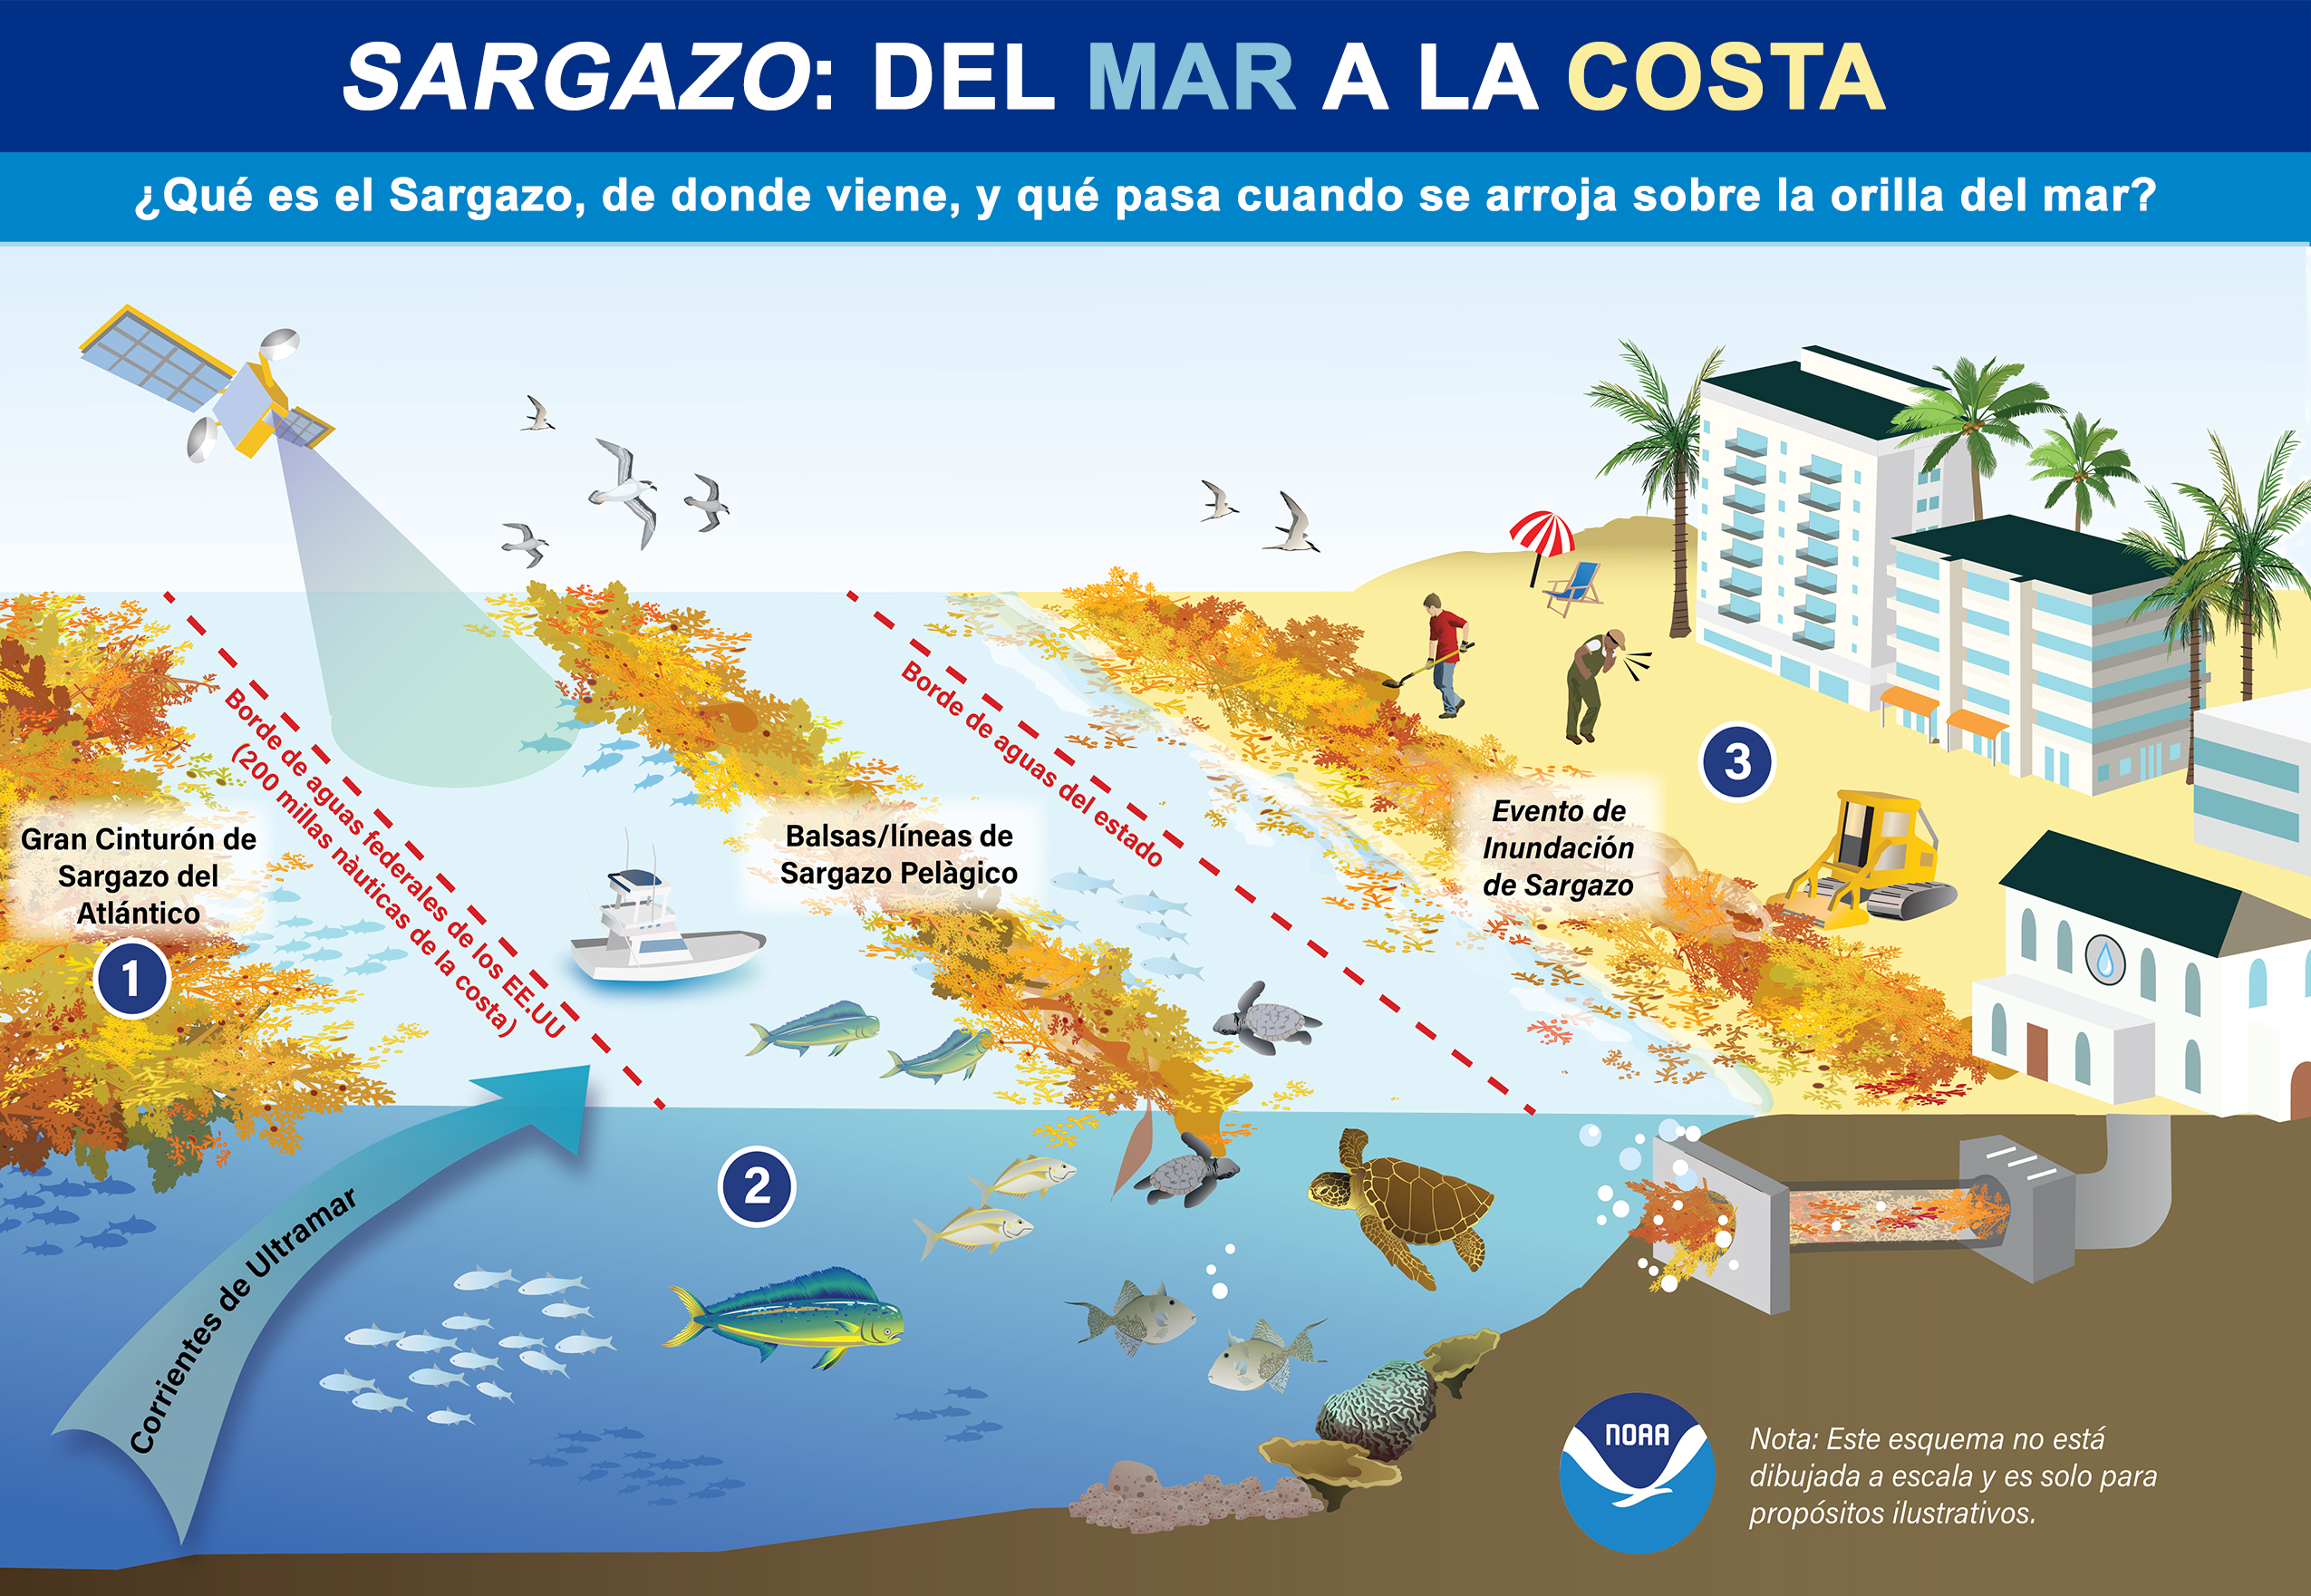 SARGAZO: DEL MAR A LA COSTA
¿Qué es el Sargazo, de donde viene, y qué pasa cuando se arroja sobre la orilla del mar?
Gran Cinturón de
Sargazo del
Atlántico
1
Borde de aguas federales de los EE.UU
(200 millas nàuticas de la costa)
Balsas/líneas de
Sargazo Pelàgico
Borde de aguas del estado
Evento de
Inundación
de Sargazo
3
2
Corrientes de Ultramar
NOAA
Nota: Este esquema no está
dibujada a escala y es solo para
propósitos ilustrativos.